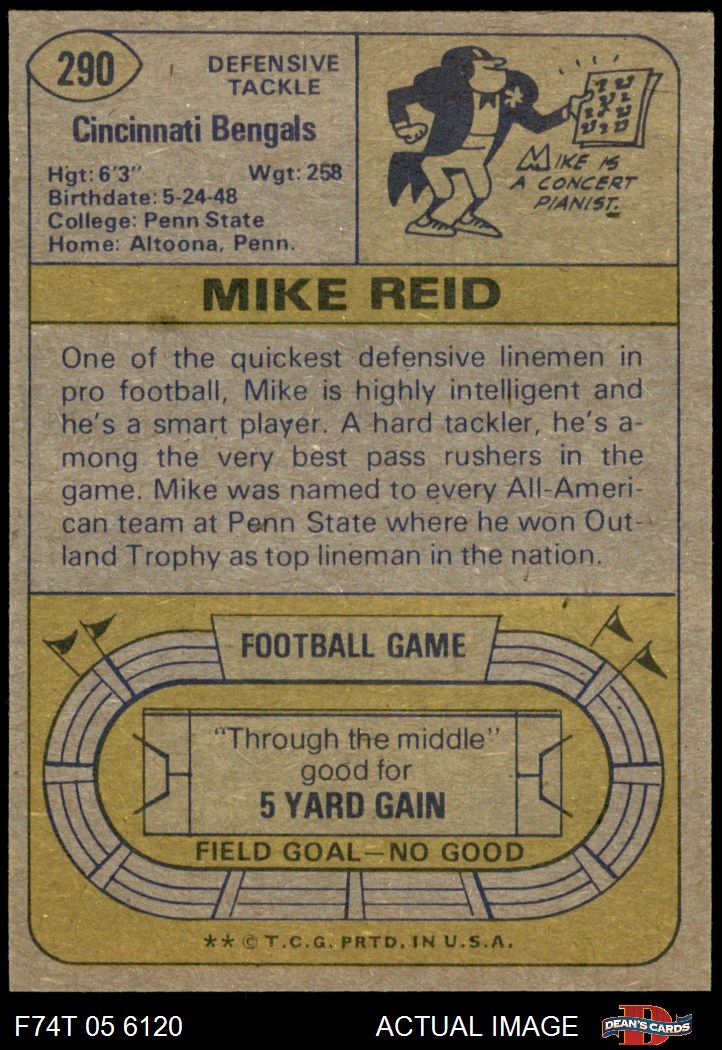 290
DEFENSIVE
TACKLE
Cincinnati Bengals
Hgt: 6'3" Wgt: 258
Birthdate: 5-24-48
College: Penn State
Home: Altoona, Penn.
MIKE IS
A CONCERT
PIANIST.
MIKE REID
One of the quickest defensive linemen in
pro football, Mike is highly intelligent and
he's a smart player. A hard tackler, he's a-
mong the very best pass rushers in the
game. Mike was named to every All-Ameri-
can team at Penn State where he won Out-
land Trophy as top lineman in the nation.
FOOTBALL GAME
"Through the middle"
good for
5 YARD GAIN
FIELD GOAL—NO GOOD
** © T.C.G. PRTD. IN U.S.A.
F74T 05 6120 ACTUAL IMAGE
D
DEAN'S CARDS